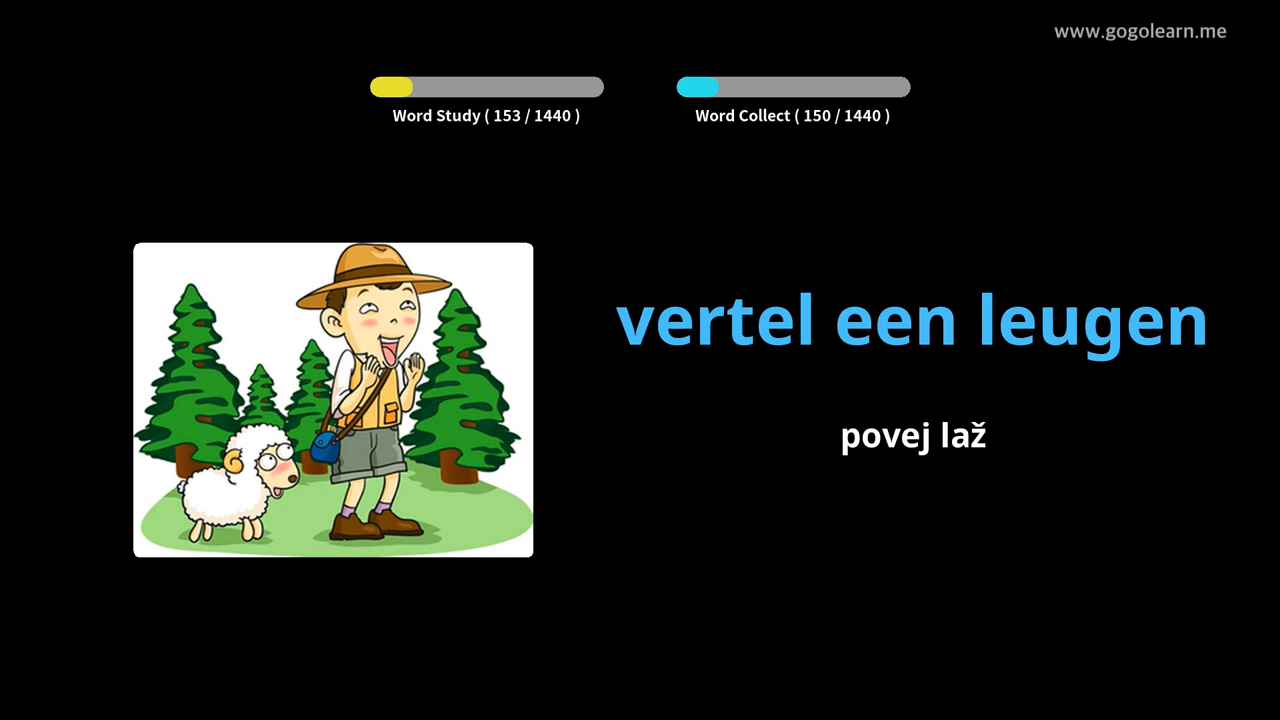 www.gogolearn.me
Word Study ( 153 / 1440 )
Word Collect ( 150 / 1440 )
vertel een leugen
povej laž